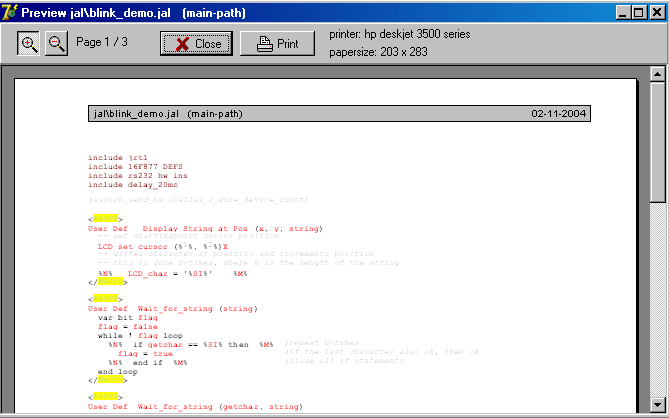 Preview jal\blink_demo.jal (main-path)
Page 1 / 3
Close
Print
printer: hp deskjet 3500 series
papersize: 203 x 283
jal\blink_demo.jal (main-path) 02-11-2004
include jrtl
include 16F877 DEFS
include rs232 hw ins
include delay_20mc
;asynch_send_hw (Dallas_1_wire_device_count)
<macro>
User Def Display String at Pos (x, y, string)
-- Set startingpoint cursor position
LCD set cursor (%1%, %2%)X
-- Writes character at position and increments position
-- this is done N-times, where N is the length of the string
%N% LCD_char = '%SI%' %M%
</macro>
<macro>
User Def Wait_for_string (string)
var bit flag
flag = false
while ! flag loop
%N% if getchar == %SI% then %M% ;repeat N-times
flag = true ;if the last character also ok, then ok
%N% end if %M% ;close all if statements
end loop
</macro>
<macro>
User Def Wait_for_string (getchar, string)